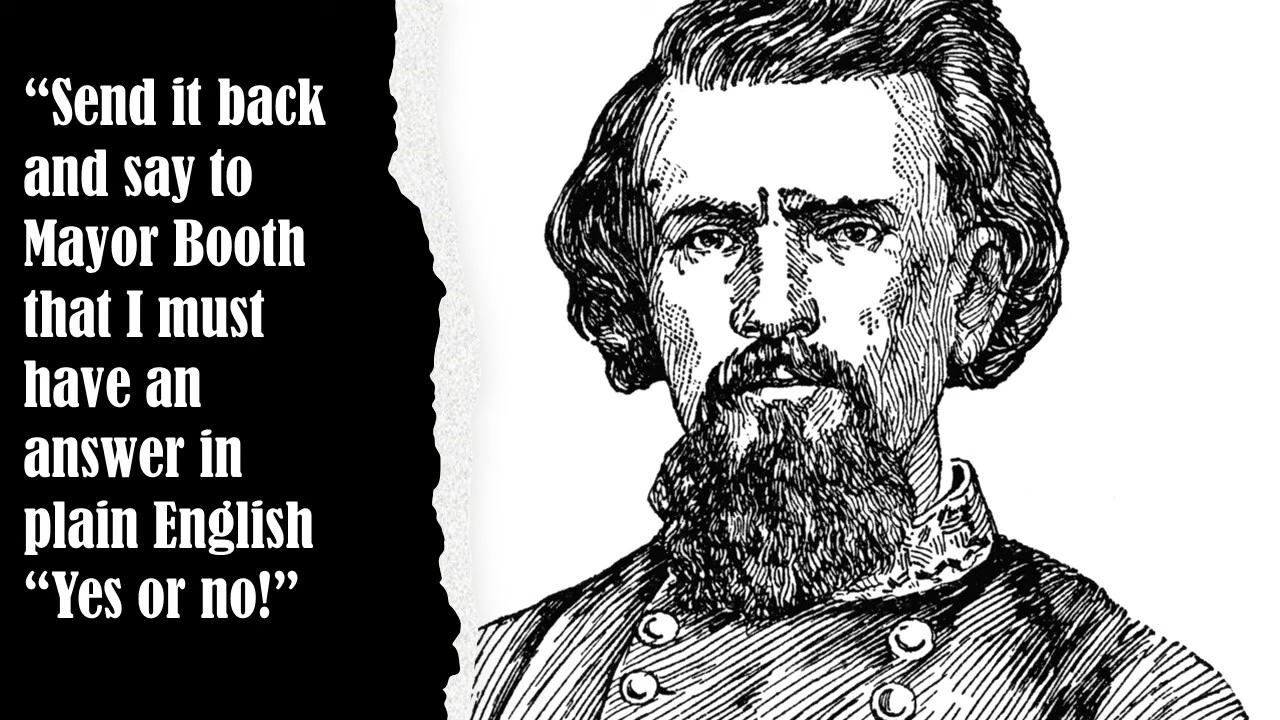 “Send it back
and say to
Mayor Booth
that I must
have an
answer in
plain English
“Yes or no!”